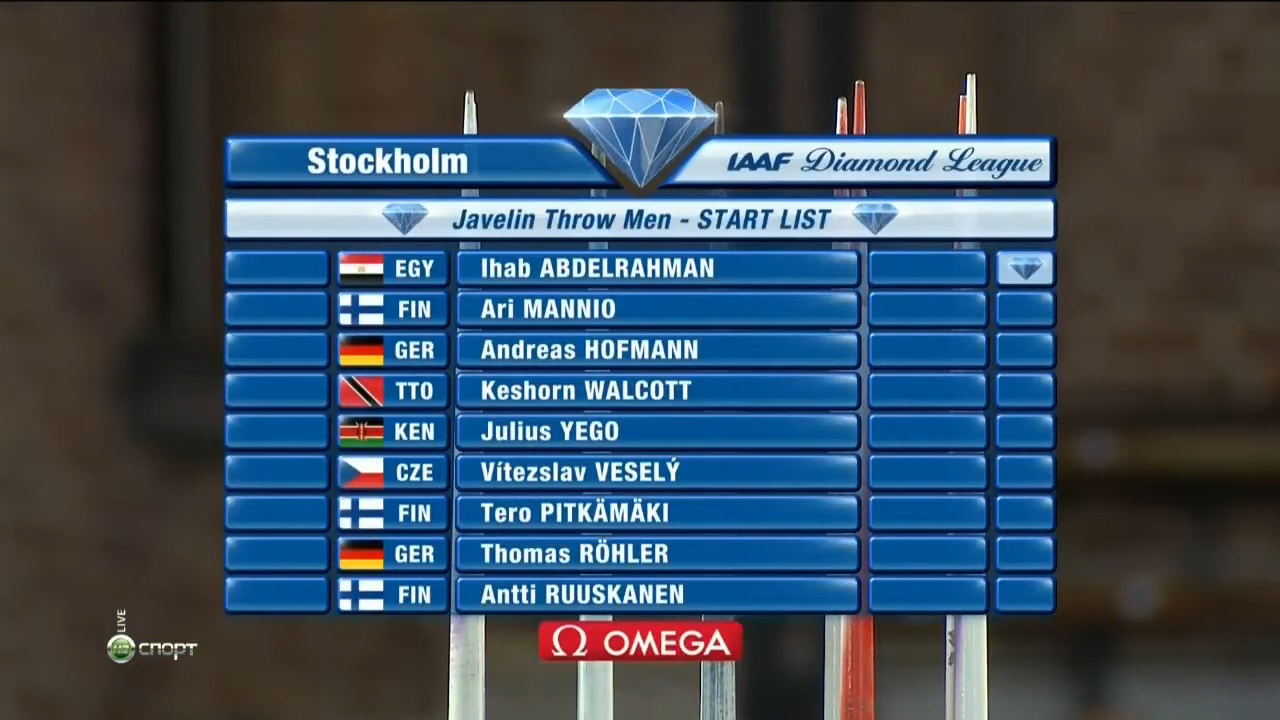 Stockholm
IAAF Diamond League
Javelin Throw Men - START LIST
EGY Ihab ABDELRAHMAN
FIN Ari MANNIO
GER Andreas HOFMANN
TTO Keshorn WALCOTT
KEN Julius YEGO
CZE Vítezslav VESELÝ
FIN Tero PITKÄMÄKI
GER Thomas RÖHLER
FIN Antti RUUSKANEN
Ω OMEGA
LIVE
HD СПОРТ